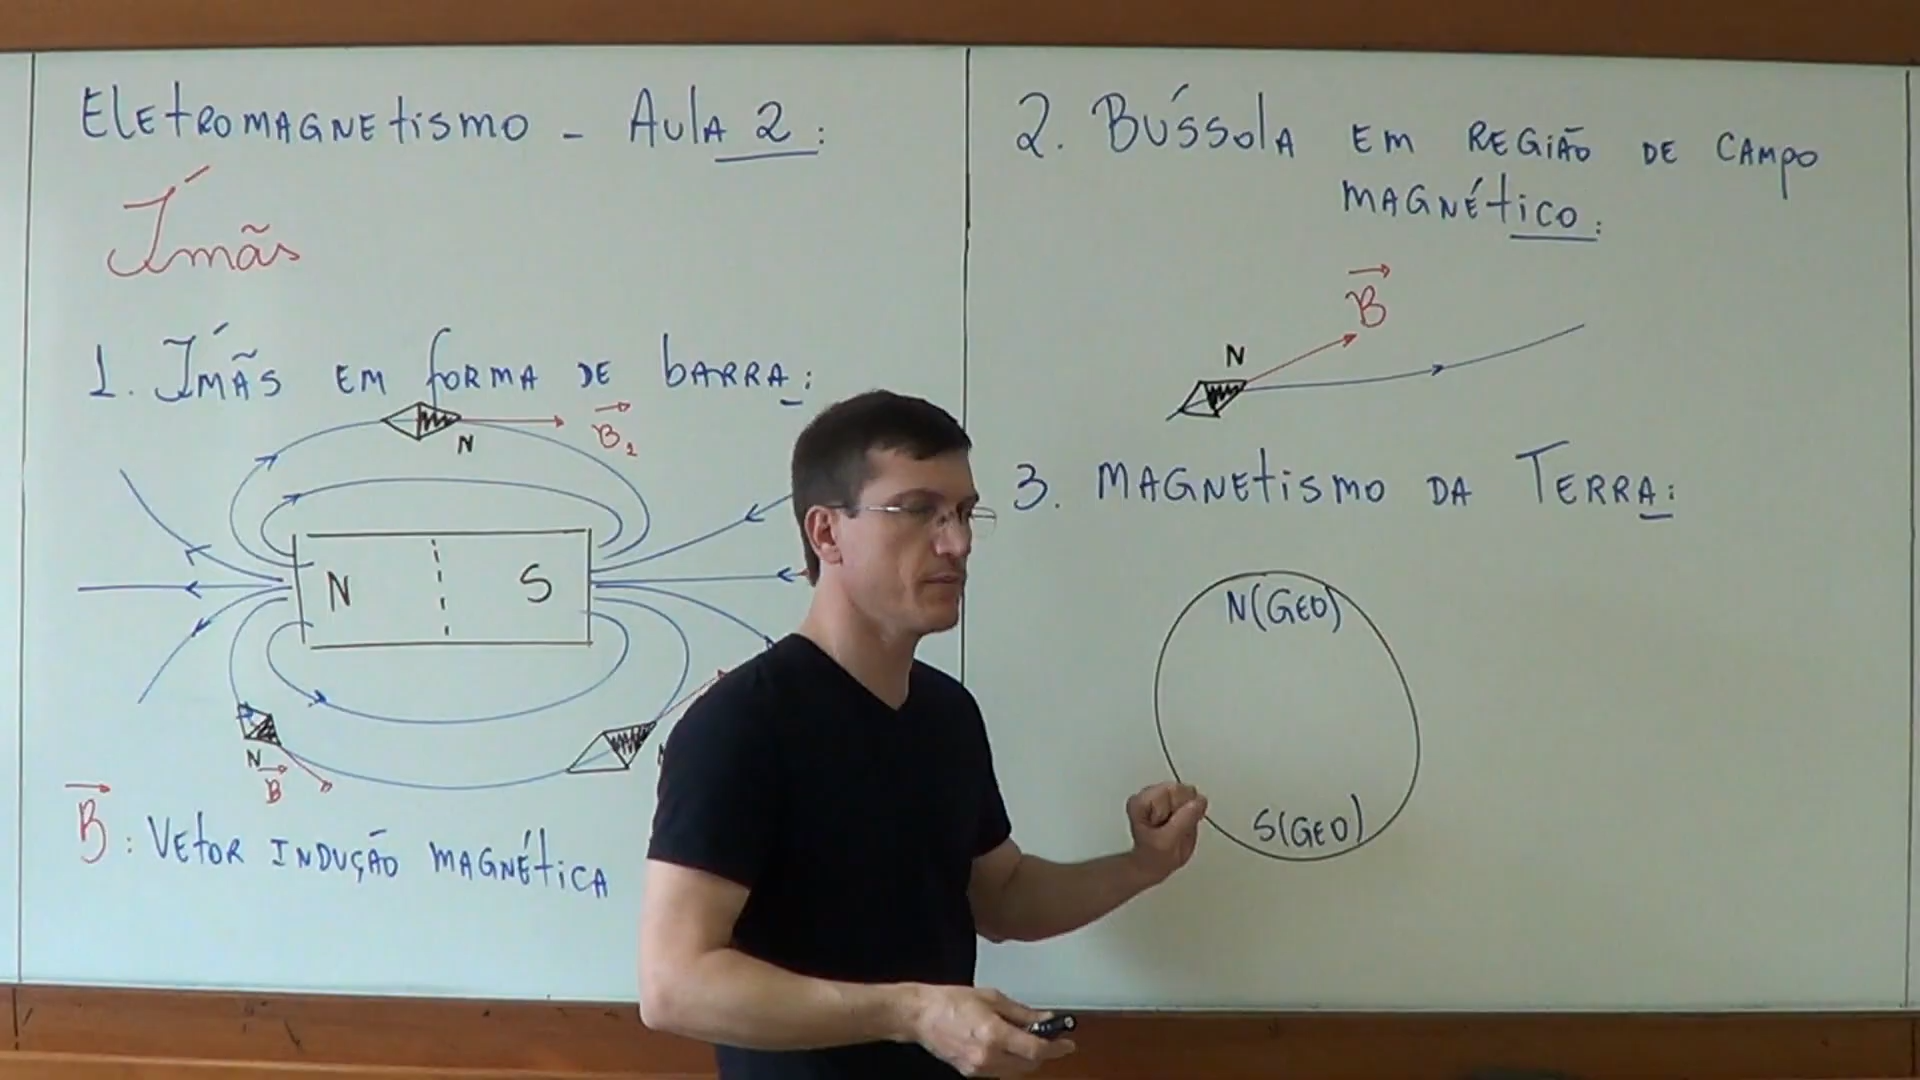 Eletromagnetismo - Aula 2:
Ímãs
1. Ímãs em forma de barra:
N
B₂
N S
N
B
B: Vetor indução magnética
2. Bússola em região de campo
magnético:
B
N
3. Magnetismo da Terra:
N(Geo)
S(Geo)